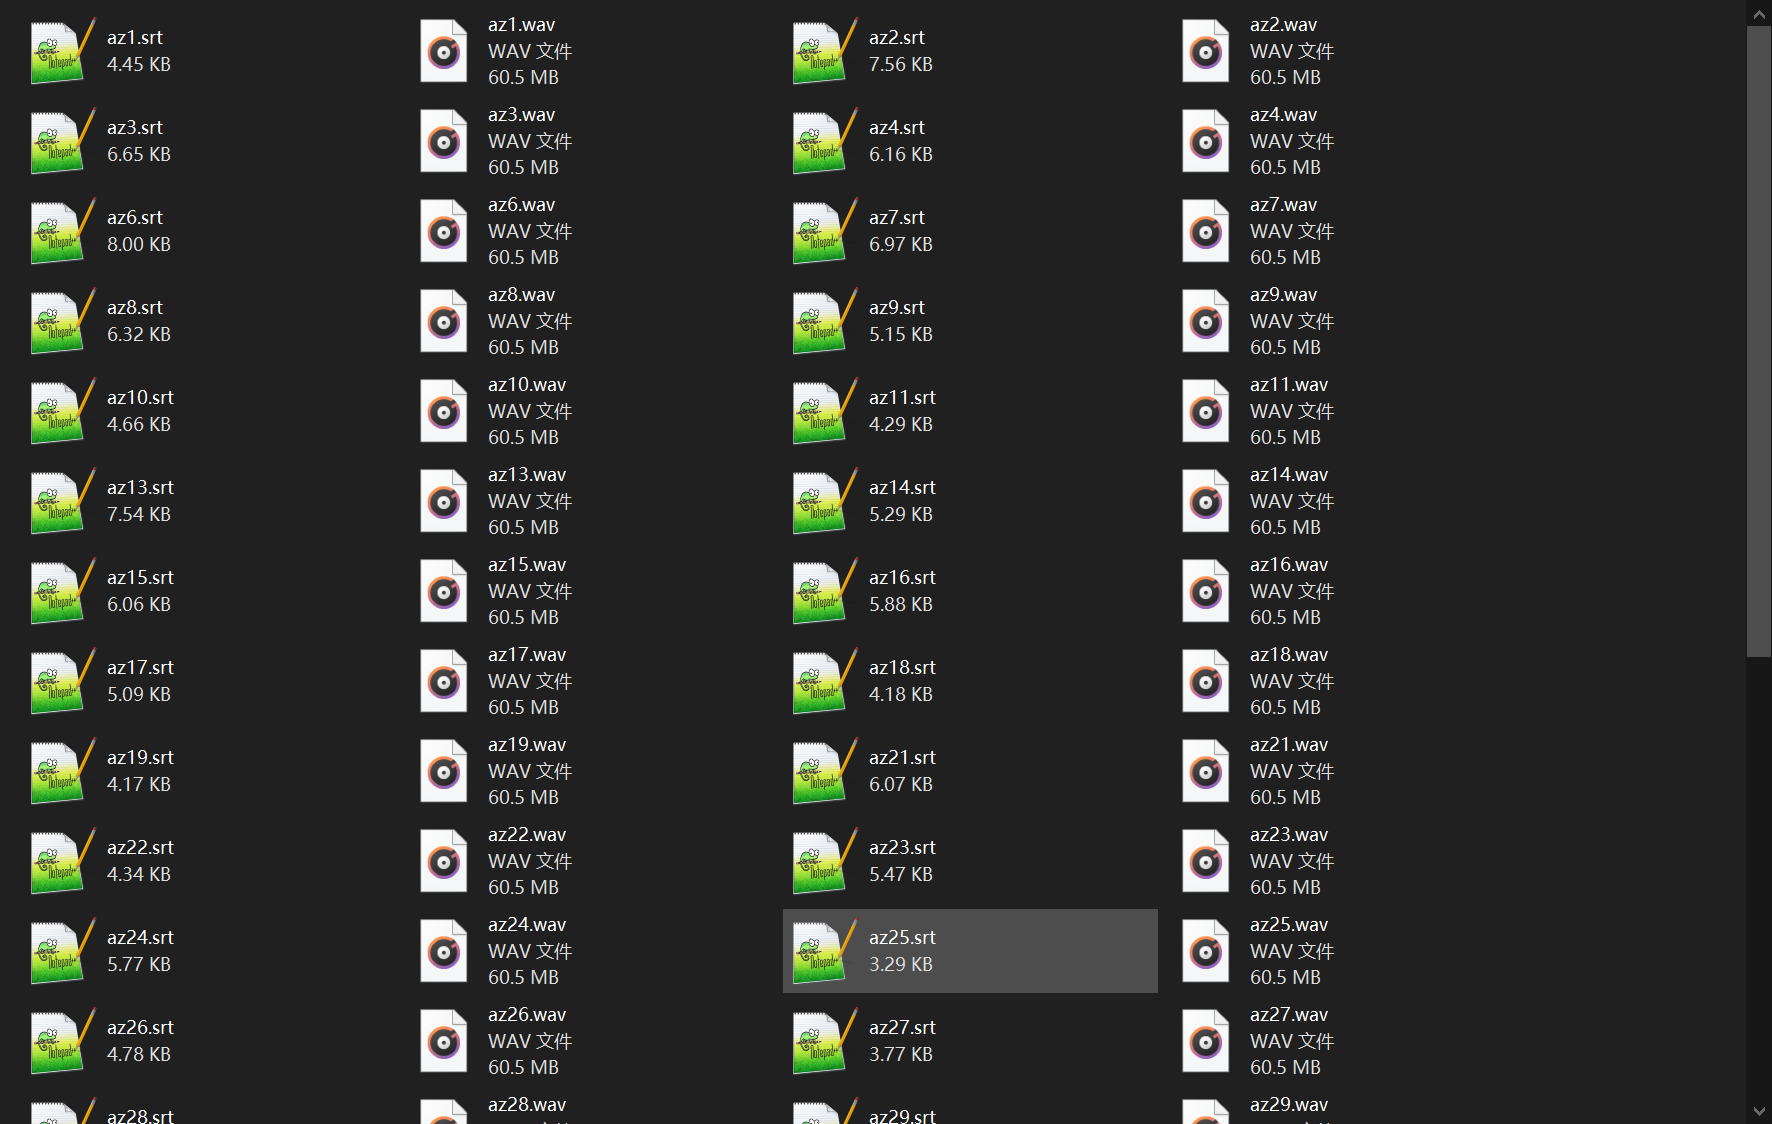 az1.srt
4.45 KB
az1.wav
WAV 文件
60.5 MB
az2.srt
7.56 KB
az2.wav
WAV 文件
60.5 MB
az3.srt
6.65 KB
az3.wav
WAV 文件
60.5 MB
az4.srt
6.16 KB
az4.wav
WAV 文件
60.5 MB
az6.srt
8.00 KB
az6.wav
WAV 文件
60.5 MB
az7.srt
6.97 KB
az7.wav
WAV 文件
60.5 MB
az8.srt
6.32 KB
az8.wav
WAV 文件
60.5 MB
az9.srt
5.15 KB
az9.wav
WAV 文件
60.5 MB
az10.srt
4.66 KB
az10.wav
WAV 文件
60.5 MB
az11.srt
4.29 KB
az11.wav
WAV 文件
60.5 MB
az13.srt
7.54 KB
az13.wav
WAV 文件
60.5 MB
az14.srt
5.29 KB
az14.wav
WAV 文件
60.5 MB
az15.srt
6.06 KB
az15.wav
WAV 文件
60.5 MB
az16.srt
5.88 KB
az16.wav
WAV 文件
60.5 MB
az17.srt
5.09 KB
az17.wav
WAV 文件
60.5 MB
az18.srt
4.18 KB
az18.wav
WAV 文件
60.5 MB
az19.srt
4.17 KB
az19.wav
WAV 文件
60.5 MB
az21.srt
6.07 KB
az21.wav
WAV 文件
60.5 MB
az22.srt
4.34 KB
az22.wav
WAV 文件
60.5 MB
az23.srt
5.47 KB
az23.wav
WAV 文件
60.5 MB
az24.srt
5.77 KB
az24.wav
WAV 文件
60.5 MB
az25.srt
3.29 KB
az25.wav
WAV 文件
60.5 MB
az26.srt
4.78 KB
az26.wav
WAV 文件
60.5 MB
az27.srt
3.77 KB
az27.wav
WAV 文件
60.5 MB
az28.srt
az28.wav
az29.srt
az29.wav